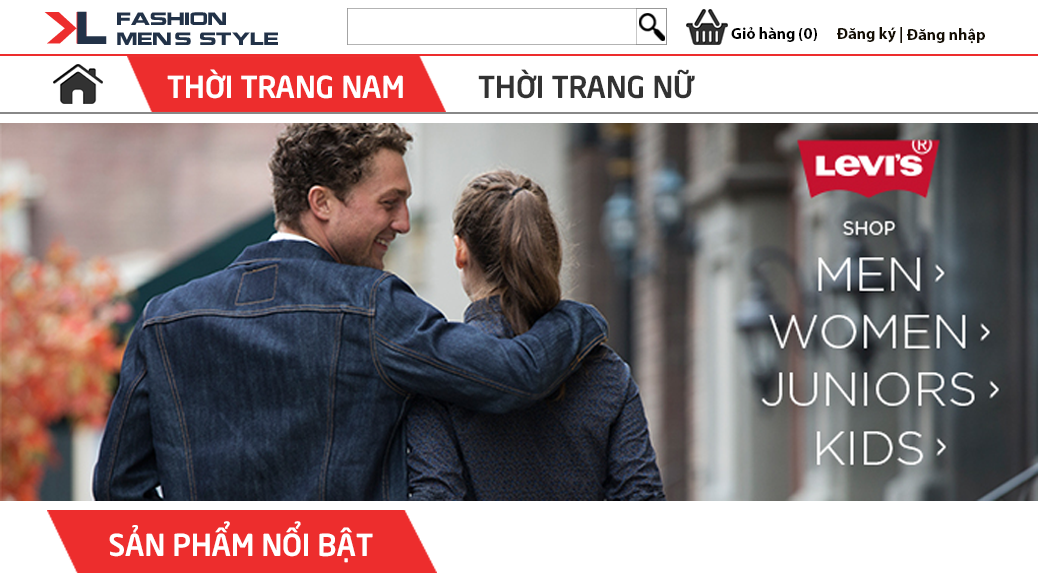 KL FASHION
MEN S STYLE
Giỏ hàng (0) Đăng ký | Đăng nhập
THỜI TRANG NAM THỜI TRANG NỮ
LEVI'S®
SHOP
MEN ›
WOMEN ›
JUNIORS ›
KIDS ›
SẢN PHẨM NỔI BẬT